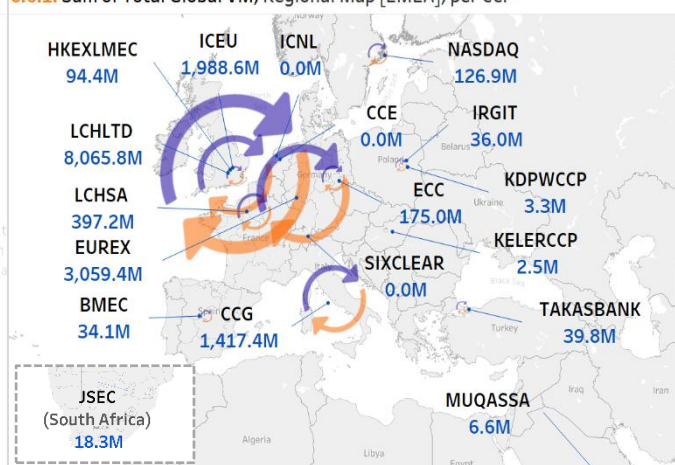 Sum of Total Global VM, Regional Map [EMEA], per CCP
HKEXLMEC
94.4M
ICEU
1,988.6M
ICNL
0.0M
NASDAQ
126.9M
LCHLTD
8,065.8M
CCE
0.0M
IRGIT
36.0M
LCHSA
397.2M
ECC
175.0M
KDPWCCP
3.3M
EUREX
3,059.4M
SIXCLEAR
0.0M
KELERCCP
2.5M
BMEC
34.1M
CCG
1,417.4M
TAKASBANK
39.8M
JSEC
(South Africa)
18.3M
MUQASSA
6.6M
Norway
Belarus
Poland
Germany
Ukraine
France
Italy
Spain
Black Sea
Turkey
Iraq
Iran
Algeria
Libya
Egypt